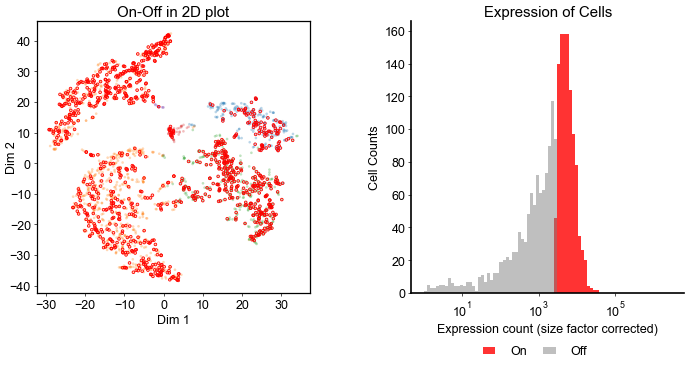 On-Off in 2D plot
Dim 2
40
30
20
10
0
−10
−20
−30
−40
−30 −20 −10 0 10 20 30
Dim 1
Expression of Cells
Cell Counts
160
140
120
100
80
60
40
20
0
10^1 10^3 10^5
Expression count (size factor corrected)
On Off